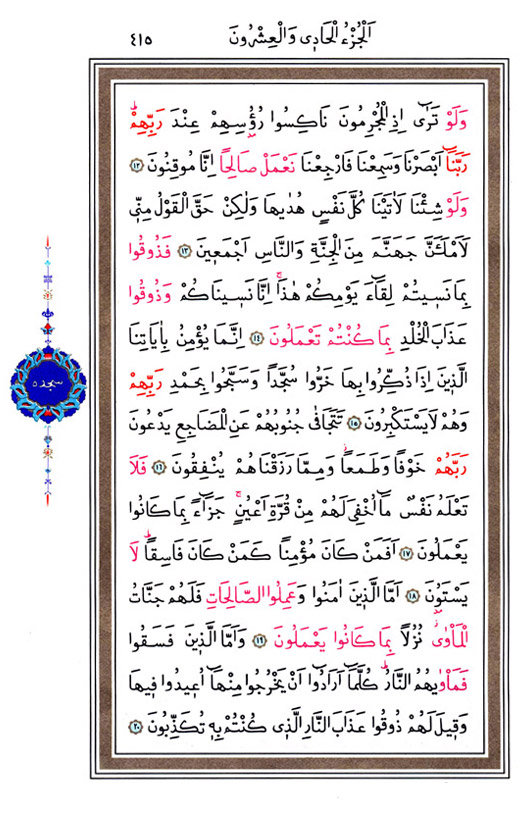 اَلْجُزْءُ الْحَادِى وَالْعِشْرُونَ
٤١٥
وَلَوْ تَرٰٓى اِذِ الْمُجْرِمُونَ نَاكِسُوا رُؤُ۫سِهِمْ عِنْدَ رَبِّهِمْۜ
رَبَّنَٓا اَبْصَرْنَا وَسَمِعْنَا فَارْجِعْنَا نَعْمَلْ صَالِحًا اِنَّا مُوقِنُونَ ﴿١٢﴾
وَلَوْ شِئْنَا لَاٰتَيْنَا كُلَّ نَفْسٍ هُدٰيهَا وَلٰكِنْ حَقَّ الْقَوْلُ مِنّ۪ى
لَاَمْلَـَٔنَّ جَهَنَّمَ مِنَ الْجِنَّةِ وَالنَّاسِ اَجْمَع۪ينَ ﴿١٣﴾ فَذُوقُوا
بِمَا نَس۪يتُمْ لِقَٓاءَ يَوْمِكُمْ هٰذَاۚ اِنَّا نَس۪ينَاكُمْ وَذُوقُوا
عَذَابَ الْخُلْدِ بِمَا كُنْتُمْ تَعْمَلُونَ ﴿١٤﴾ اِنَّمَا يُؤْمِنُ بِاٰيَاتِنَا
الَّذ۪ينَ اِذَا ذُكِّرُوا بِهَا خَرُّوا سُجَّدًا وَسَبَّحُوا بِحَمْدِ رَبِّهِمْ
وَهُمْ لَا يَسْتَكْبِرُونَ ﴿١٥﴾ تَتَجَافٰى جُنُوبُهُمْ عَنِ الْمَضَاجِعِ يَدْعُونَ
رَبَّهُمْ خَوْفًا وَطَمَعًاۘ وَمِمَّا رَزَقْنَاهُمْ يُنْفِقُونَ ﴿١٦﴾ فَلَا
تَعْلَمُ نَفْسٌ مَٓا اُخْفِىَ لَهُمْ مِنْ قُرَّةِ اَعْيُنٍۚ جَزَٓاءً بِمَا كَانُوا
يَعْمَلُونَ ﴿١٧﴾ اَفَمَنْ كَانَ مُؤْمِنًا كَمَنْ كَانَ فَاسِقًاۜ لَا
يَسْتَوُ۫نَ ﴿١٨﴾ اَمَّا الَّذ۪ينَ اٰمَنُوا وَعَمِلُوا الصَّالِحَاتِ فَلَهُمْ جَنَّاتُ
الْمَأْوٰىۘ نُزُلًا بِمَا كَانُوا يَعْمَلُونَ ﴿١٩﴾ وَاَمَّا الَّذ۪ينَ فَسَقُوا
فَمَأْوٰيهُمُ النَّارُۜ كُلَّمَٓا اَرَادُٓوا اَنْ يَخْرُجُوا مِنْهَٓا اُع۪يدُوا ف۪يهَا
وَق۪يلَ لَهُمْ ذُوقُوا عَذَابَ النَّارِ الَّذ۪ى كُنْتُمْ بِه۪ تُكَذِّبُونَ ﴿٢٠﴾
سجده